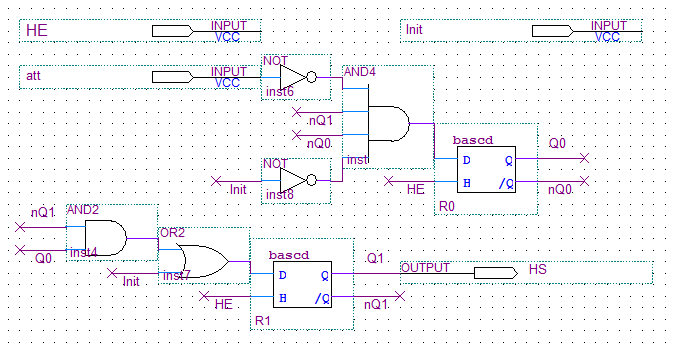 HE INPUT VCC Init INPUT VCC
att INPUT VCC NOT inst6 AND4
nQ1
nQ0
inst
NOT
Init inst8
bascd Q0
D Q
HE H /Q nQ0
R0
nQ1 AND2
Q0 inst4 OR2
Init inst7
bascd Q1 OUTPUT HS
D Q
HE H /Q nQ1
R1